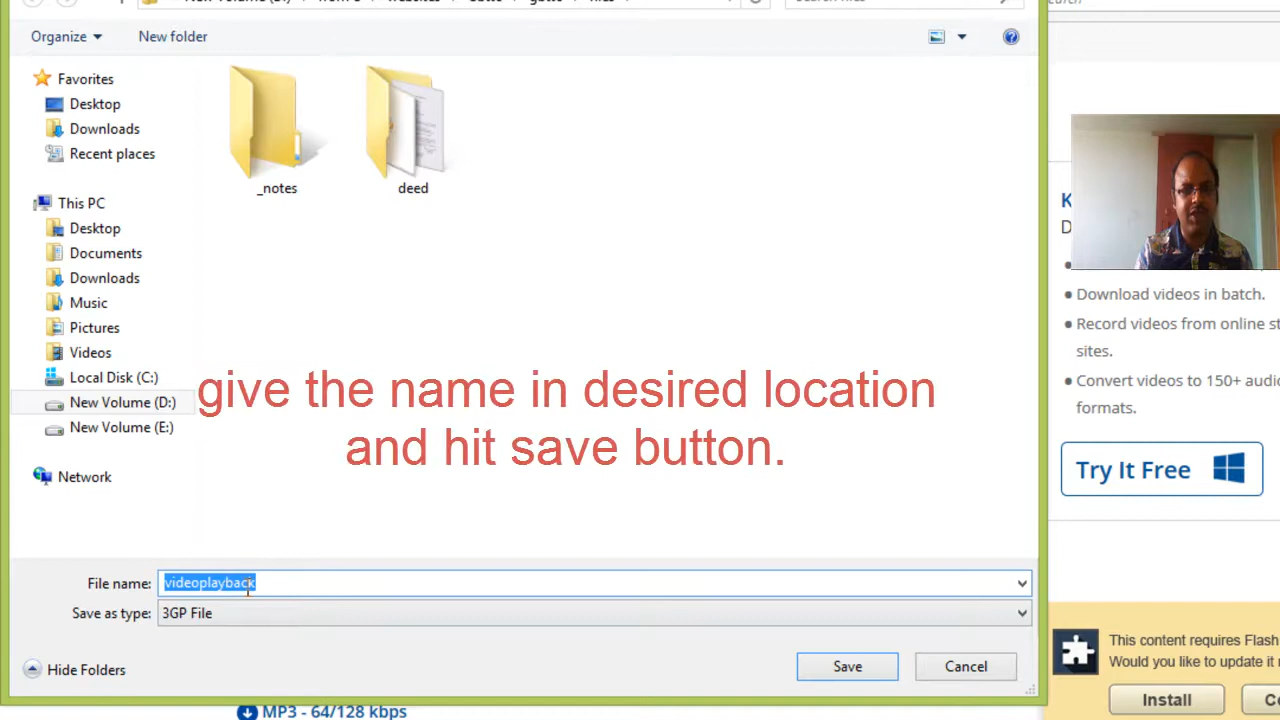 Organize
New folder
Favorites
Desktop
Downloads
Recent places
_notes
deed
This PC
Desktop
Documents
Downloads
Music
Pictures
Videos
Local Disk (C:)
New Volume (D:)
New Volume (E:)
Network
give the name in desired location
and hit save button.
File name: videoplayback
Save as type: 3GP File
Hide Folders
Save
Cancel
MP3 - 64/128 kbps
K
D
Download videos in batch.
Record videos from online
sites.
Convert videos to 150+
formats.
Try It Free
This content requires Flash
Would you like to update it
Install